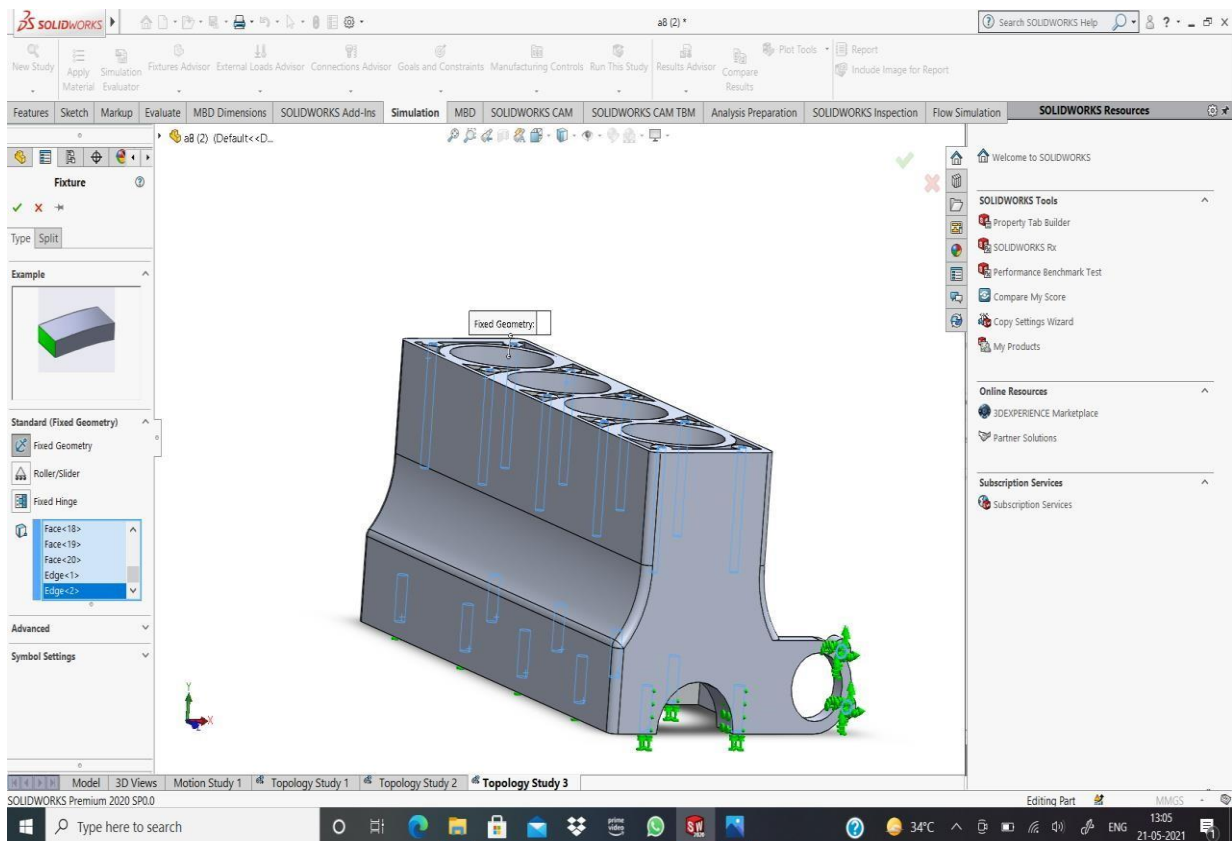 SOLIDWORKS
a8 (2) *
Search SOLIDWORKS Help
New Study
Apply Material
Simulation Evaluator
Fixtures Advisor
External Loads Advisor
Connections Advisor
Goals and Constraints
Manufacturing Controls
Run This Study
Results Advisor
Compare Results
Plot Tools
Report
Include Image for Report
Features Sketch Markup Evaluate MBD Dimensions SOLIDWORKS Add-Ins Simulation MBD SOLIDWORKS CAM SOLIDWORKS CAM TBM Analysis Preparation SOLIDWORKS Inspection Flow Simulation
SOLIDWORKS Resources
a8 (2) (Default<<D...
Fixture
Type Split
Example
Standard (Fixed Geometry)
Fixed Geometry
Roller/Slider
Fixed Hinge
Face<18>
Face<19>
Face<20>
Edge<1>
Edge<2>
Advanced
Symbol Settings
Fixed Geometry:
Y
X
Welcome to SOLIDWORKS
SOLIDWORKS Tools
Property Tab Builder
SOLIDWORKS Rx
Performance Benchmark Test
Compare My Score
Copy Settings Wizard
My Products
Online Resources
3DEXPERIENCE Marketplace
Partner Solutions
Subscription Services
Subscription Services
Model 3D Views Motion Study 1 Topology Study 1 Topology Study 2 Topology Study 3
SOLIDWORKS Premium 2020 SP0.0
Editing Part
MMGS
Type here to search
prime video
SW 2020
34°C
ENG
13:05
21-05-2021
1